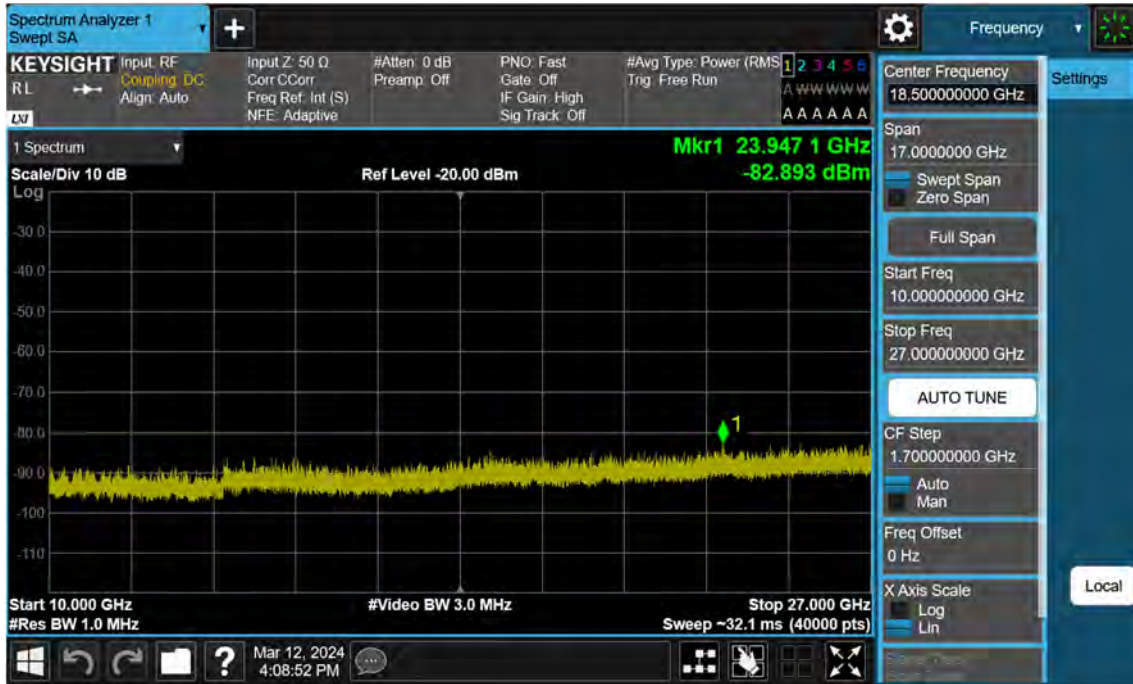 Spectrum Analyzer 1
Swept SA
Frequency
KEYSIGHT
RL
LXI
Input: RF
Coupling: DC
Align: Auto
Input Z: 50 Ω
Corr CCorr
Freq Ref: Int (S)
NFE: Adaptive
#Atten: 0 dB
Preamp: Off
PNO: Fast
Gate: Off
IF Gain: High
Sig Track: Off
#Avg Type: Power (RMS
Trig: Free Run
1 2 3 4 5 6
A W W W W W
A A A A A A
Center Frequency
18.500000000 GHz
Settings
1 Spectrum
Mkr1 23.947 1 GHz
Scale/Div 10 dB
Ref Level -20.00 dBm
-82.893 dBm
Log
-30.0
-40.0
-50.0
-60.0
-70.0
-80.0
-90.0
-100
-110
1
Start 10.000 GHz
#Video BW 3.0 MHz
Stop 27.000 GHz
#Res BW 1.0 MHz
Sweep ~32.1 ms (40000 pts)
Span
17.0000000 GHz
Swept Span
Zero Span
Full Span
Start Freq
10.000000000 GHz
Stop Freq
27.000000000 GHz
AUTO TUNE
CF Step
1.700000000 GHz
Auto
Man
Freq Offset
0 Hz
X Axis Scale
Log
Lin
Local
?
Mar 12, 2024
4:08:52 PM